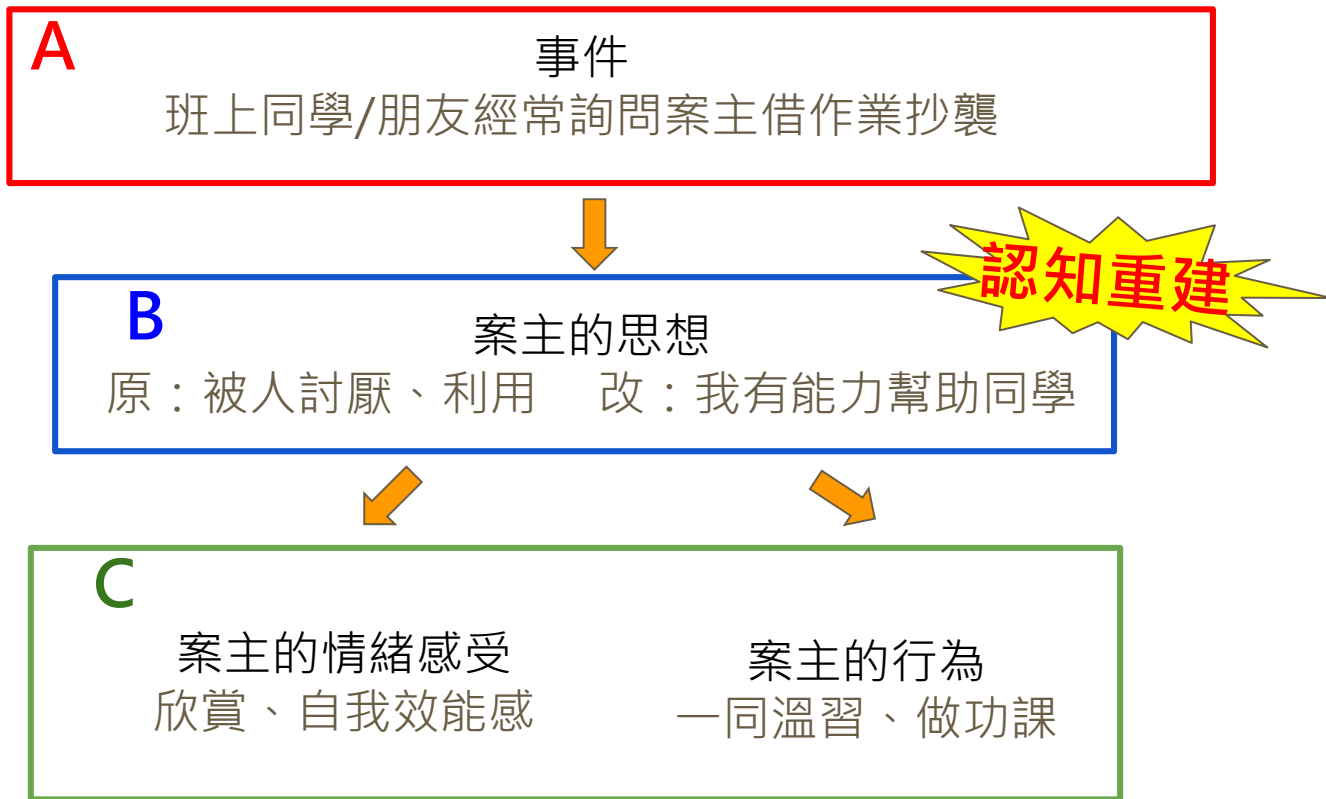 A
事件
班上同學/朋友經常詢問案主借作業抄襲
認知重建
B
案主的思想
原：被人討厭、利用　改：我有能力幫助同學
C
案主的情緒感受
欣賞、自我效能感
案主的行為
一同溫習、做功課